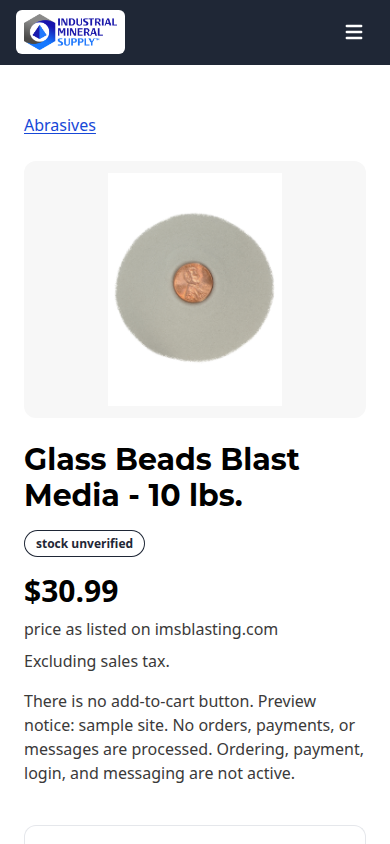 INDUSTRIAL
MINERAL
SUPPLY™
Abrasives
Glass Beads Blast
Media - 10 lbs.
stock unverified
$30.99
price as listed on imsblasting.com
Excluding sales tax.
There is no add-to-cart button. Preview
notice: sample site. No orders, payments, or
messages are processed. Ordering, payment,
login, and messaging are not active.